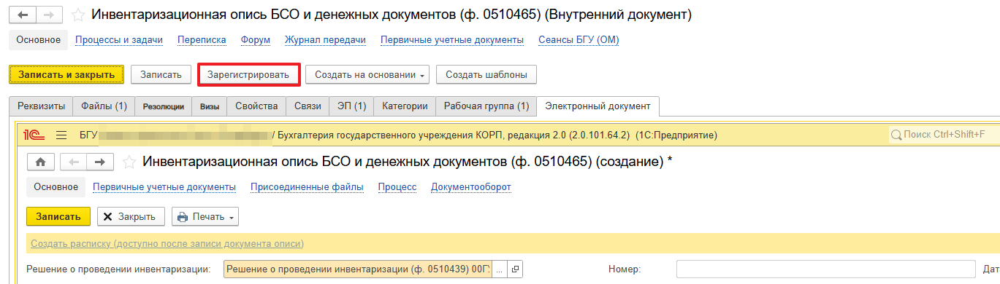 Инвентаризационная опись БСО и денежных документов (ф. 0510465) (Внутренний документ)
Основное Процессы и задачи Переписка Форум Журнал передачи Первичные учетные документы Сеансы БГУ (ОМ)
Записать и закрыть Записать Зарегистрировать Создать на основании Создать шаблоны
Реквизиты Файлы (1) Резолюции Визы Свойства Связи ЭП (1) Категории Рабочая группа (1) Электронный документ
1С БГУ / Бухгалтерия государственного учреждения КОРП, редакция 2.0 (2.0.101.64.2) (1С:Предприятие) Поиск Ctrl+Shift+F
Инвентаризационная опись БСО и денежных документов (ф. 0510465) (создание) *
Основное Первичные учетные документы Присоединенные файлы Процесс Документооборот
Записать Закрыть Печать
Создать расписку (доступно после записи документа описи)
Решение о проведении инвентаризации: Решение о проведении инвентаризации (ф. 0510439) 00Г ... Номер: Дат